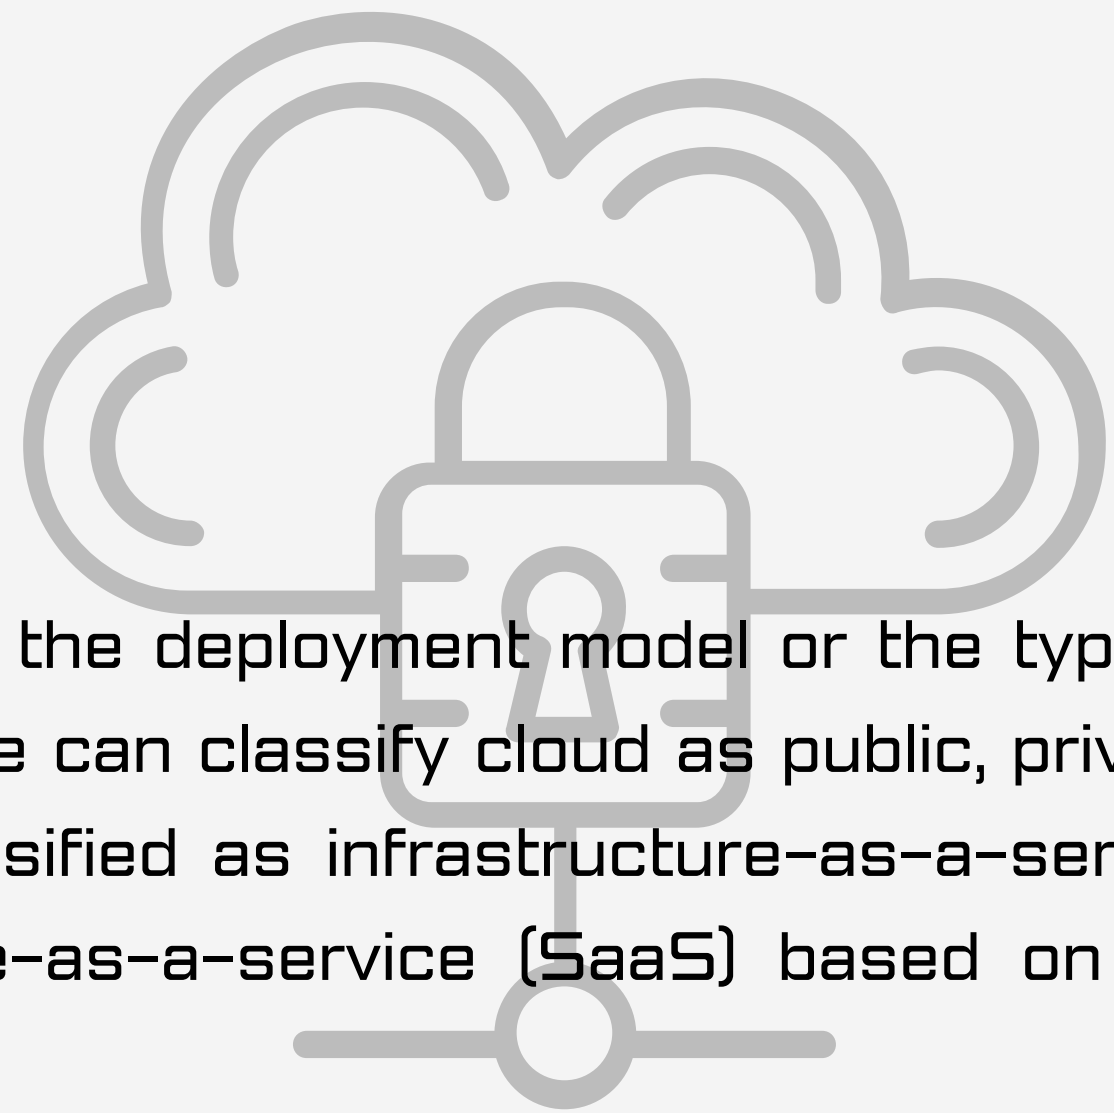 the deployment model or the typ
e can classify cloud as public, priv
sified as infrastructure-as-a-ser
e-as-a-service (SaaS) based on